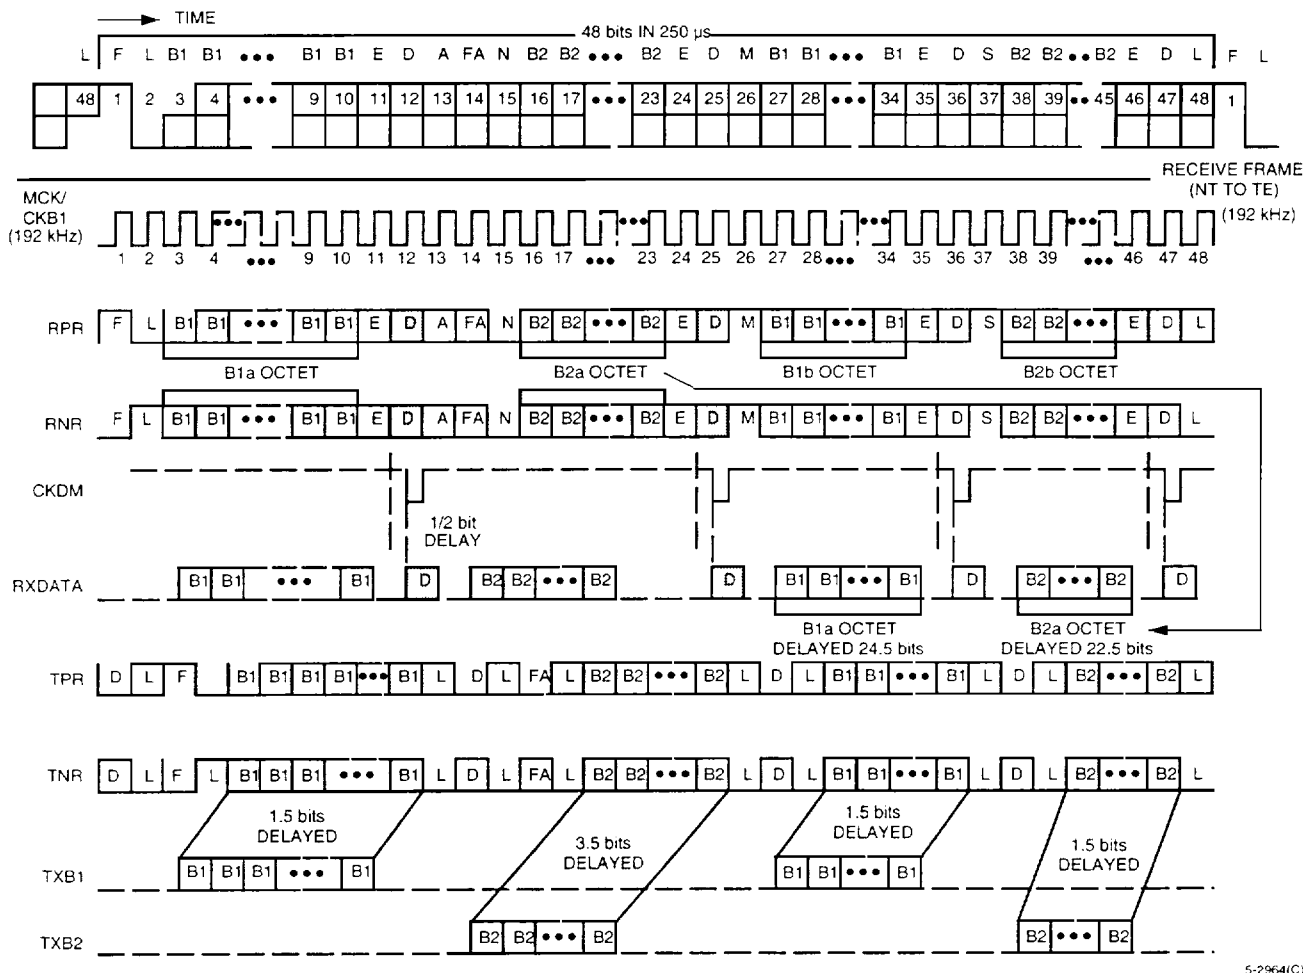 TIME
48 bits IN 250 µs
L F L B1 B1 ••• B1 B1 E D A FA N B2 B2 ••• B2 E D M B1 B1 ••• B1 E D S B2 B2 •• B2 E D L F L
48 1 2 3 4 ••• 9 10 11 12 13 14 15 16 17 ••• 23 24 25 26 27 28 ••• 34 35 36 37 38 39 •• 45 46 47 48 1
RECEIVE FRAME
(NT TO TE)
(192 kHz)
MCK/
CKB1
(192 kHz)
••• ••• ••• •••
1 2 3 4 ••• 9 10 11 12 13 14 15 16 17 ••• 23 24 25 26 27 28 ••• 34 35 36 37 38 39 ••• 46 47 48
RPR F L B1 B1 ••• B1 B1 E D A FA N B2 B2 ••• B2 E D M B1 B1 ••• B1 E D S B2 B2 ••• E D L
B1a OCTET B2a OCTET B1b OCTET B2b OCTET
RNR F L B1 B1 ••• B1 B1 E D A FA N B2 B2 ••• B2 E D M B1 B1 ••• B1 E D S B2 B2 ••• E D L
CKDM
1/2 bit
DELAY
RXDATA B1 B1 ••• B1 D B2 B2 ••• B2 D B1 B1 ••• B1 D B2 ••• B2 D
B1a OCTET B2a OCTET
DELAYED 24.5 bits DELAYED 22.5 bits
TPR D L F B1 B1 B1 B1 ••• B1 L D L FA L B2 B2 ••• B2 L D L B1 B1 ••• B1 L D L B2 ••• B2 L
TNR D L F L B1 B1 B1 ••• B1 L D L FA L B2 B2 ••• B2 L D L B1 B1 ••• B1 L D L B2 ••• B2 L
1.5 bits
DELAYED
3.5 bits
DELAYED
1.5 bits
DELAYED
1.5 bits
DELAYED
TXB1 B1 B1 B1 ••• B1 B1 B1 ••• B1
TXB2 B2 B2 ••• B2 B2 ••• B2
5-2964(C)